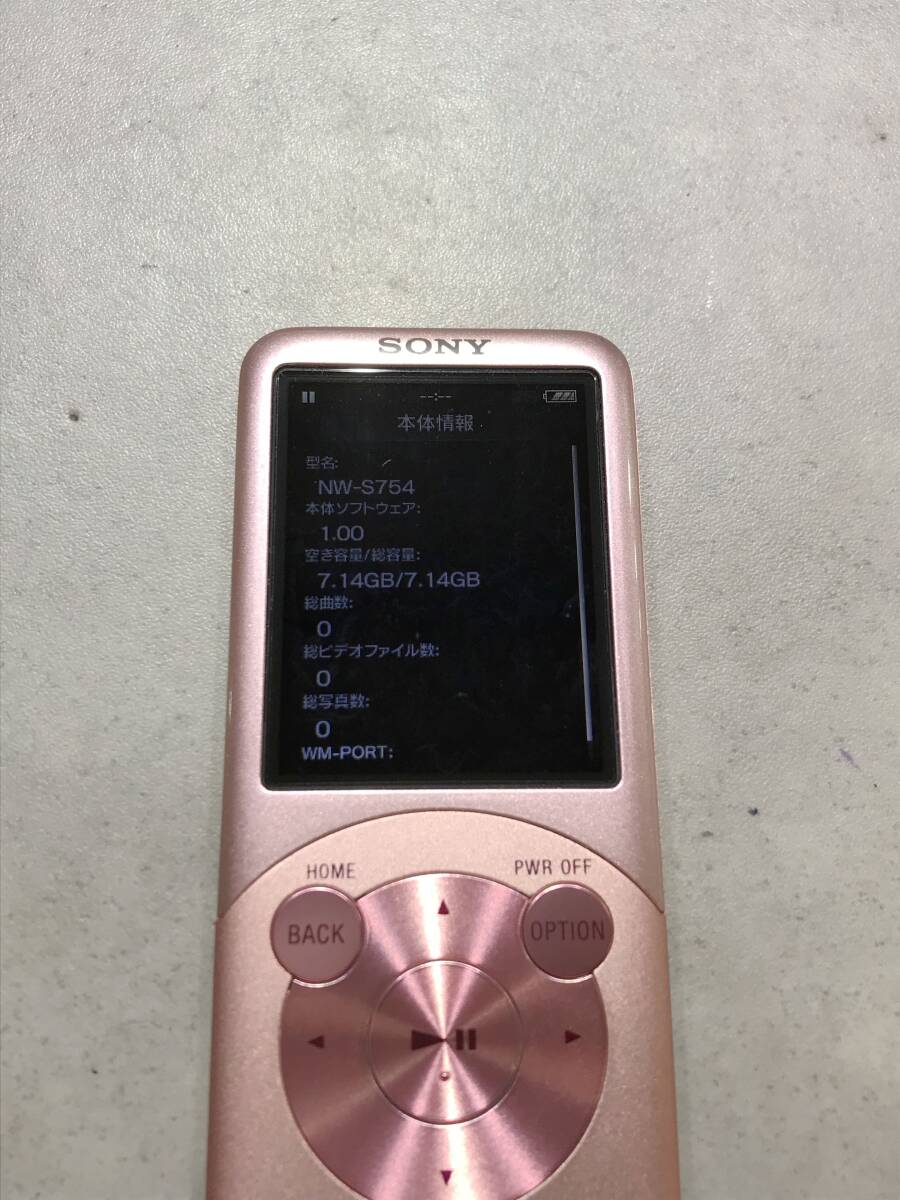 SONY
--:--
本体情報
型名:
NW-S754
本体ソフトウェア:
1.00
空き容量/総容量:
7.14GB/7.14GB
総曲数:
0
総ビデオファイル数:
0
総写真数:
0
WM-PORT:
HOME
PWR OFF
BACK
OPTION